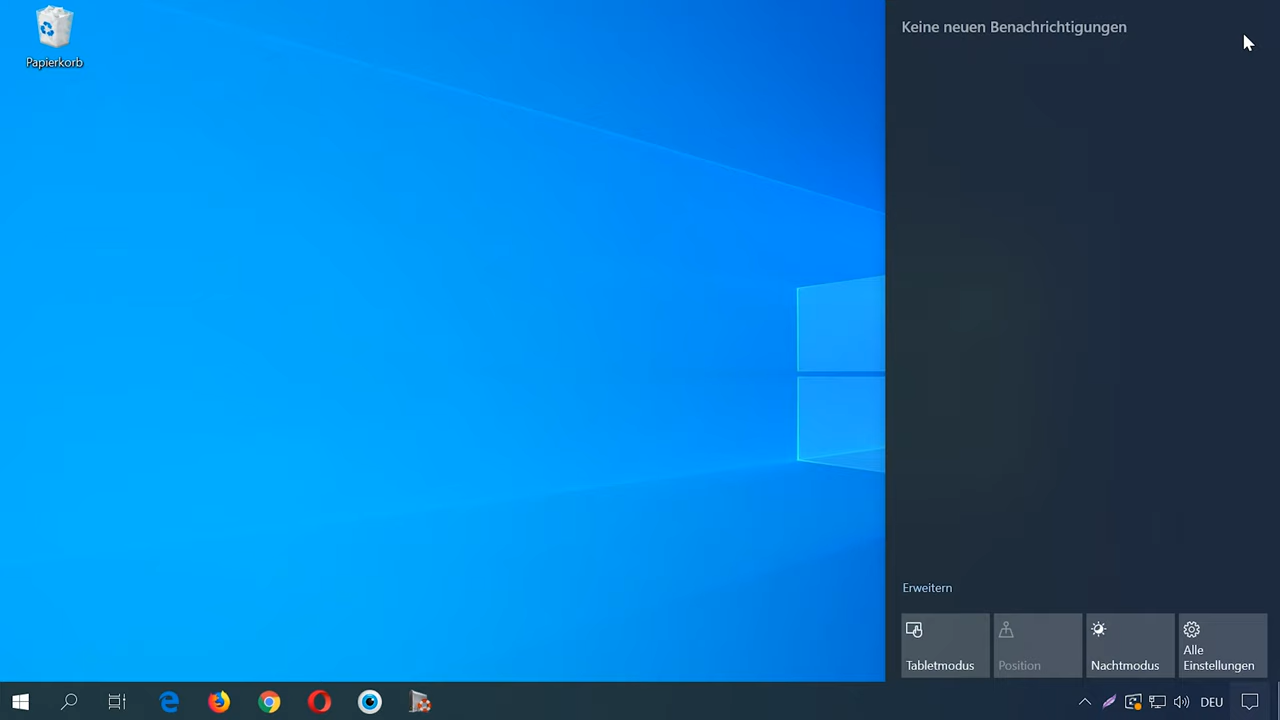 Papierkorb
Keine neuen Benachrichtigungen
Erweitern
Tabletmodus
Position
Nachtmodus
Alle
Einstellungen
DEU